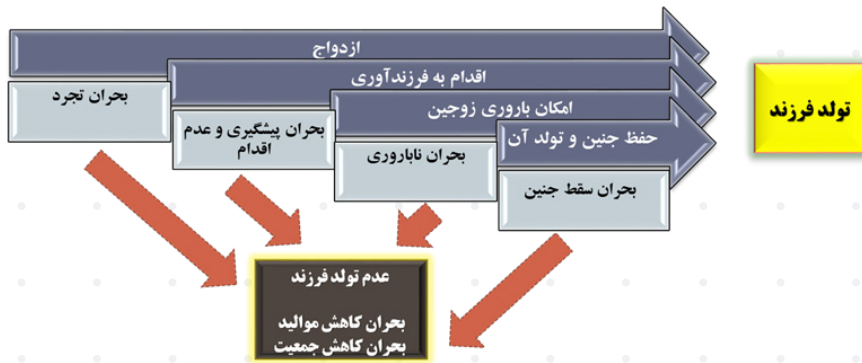 ازدواج
اقدام به فرزندآوری
امکان باروری زوجین
حفظ جنین و تولد آن
تولد فرزند
بحران تجرد
بحران پیشگیری و عدم
اقدام
بحران ناباروری
بحران سقط جنین
عدم تولد فرزند
بحران کاهش موالید
بحران کاهش جمعیت